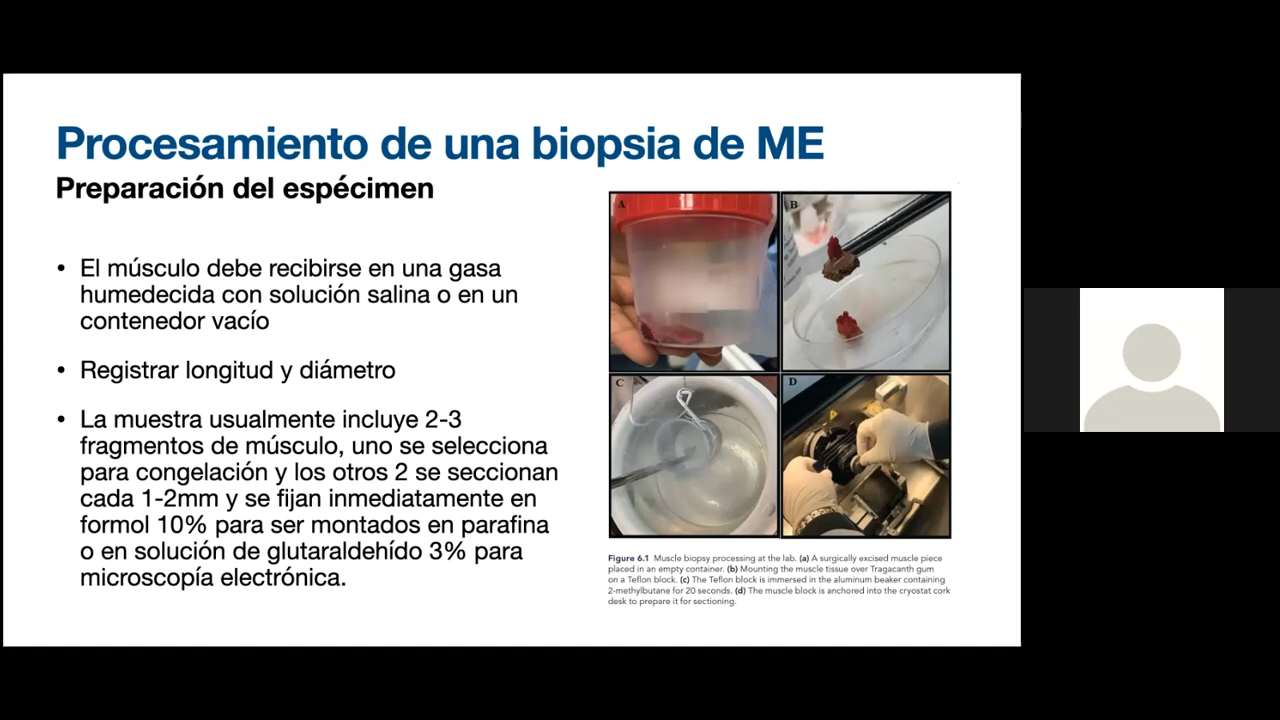 Procesamiento de una biopsia de ME
Preparación del espécimen
• El músculo debe recibirse en una gasa
humedecida con solución salina o en un
contenedor vacío
• Registrar longitud y diámetro
• La muestra usualmente incluye 2-3
fragmentos de músculo, uno se selecciona
para congelación y los otros 2 se seccionan
cada 1-2mm y se fijan inmediatamente en
formol 10% para ser montados en parafina
o en solución de glutaraldehído 3% para
microscopía electrónica.
A
B
C
D
Figure 6.1 Muscle biopsy processing at the lab. (a) A surgically excised muscle piece
placed in an empty container. (b) Mounting the muscle tissue over Tragacanth gum
on a Teflon block. (c) The Teflon block is immersed in the aluminum beaker containing
2-methylbutane for 20 seconds. (d) The muscle block is anchored into the cryostat cork
desk to prepare it for sectioning.